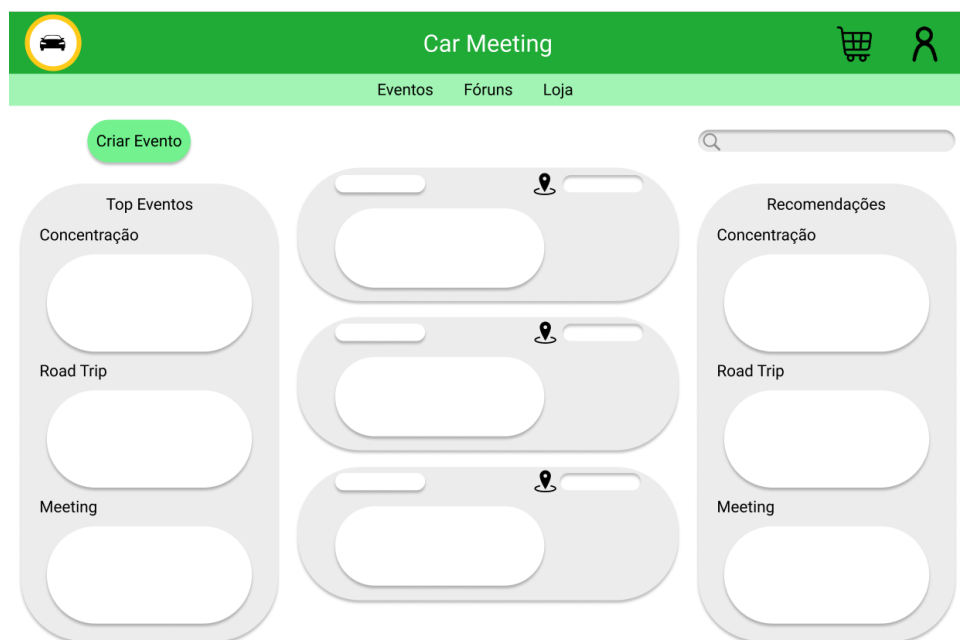 Car Meeting
Eventos Fóruns Loja
Criar Evento
Top Eventos
Concentração
Road Trip
Meeting
Recomendações
Concentração
Road Trip
Meeting